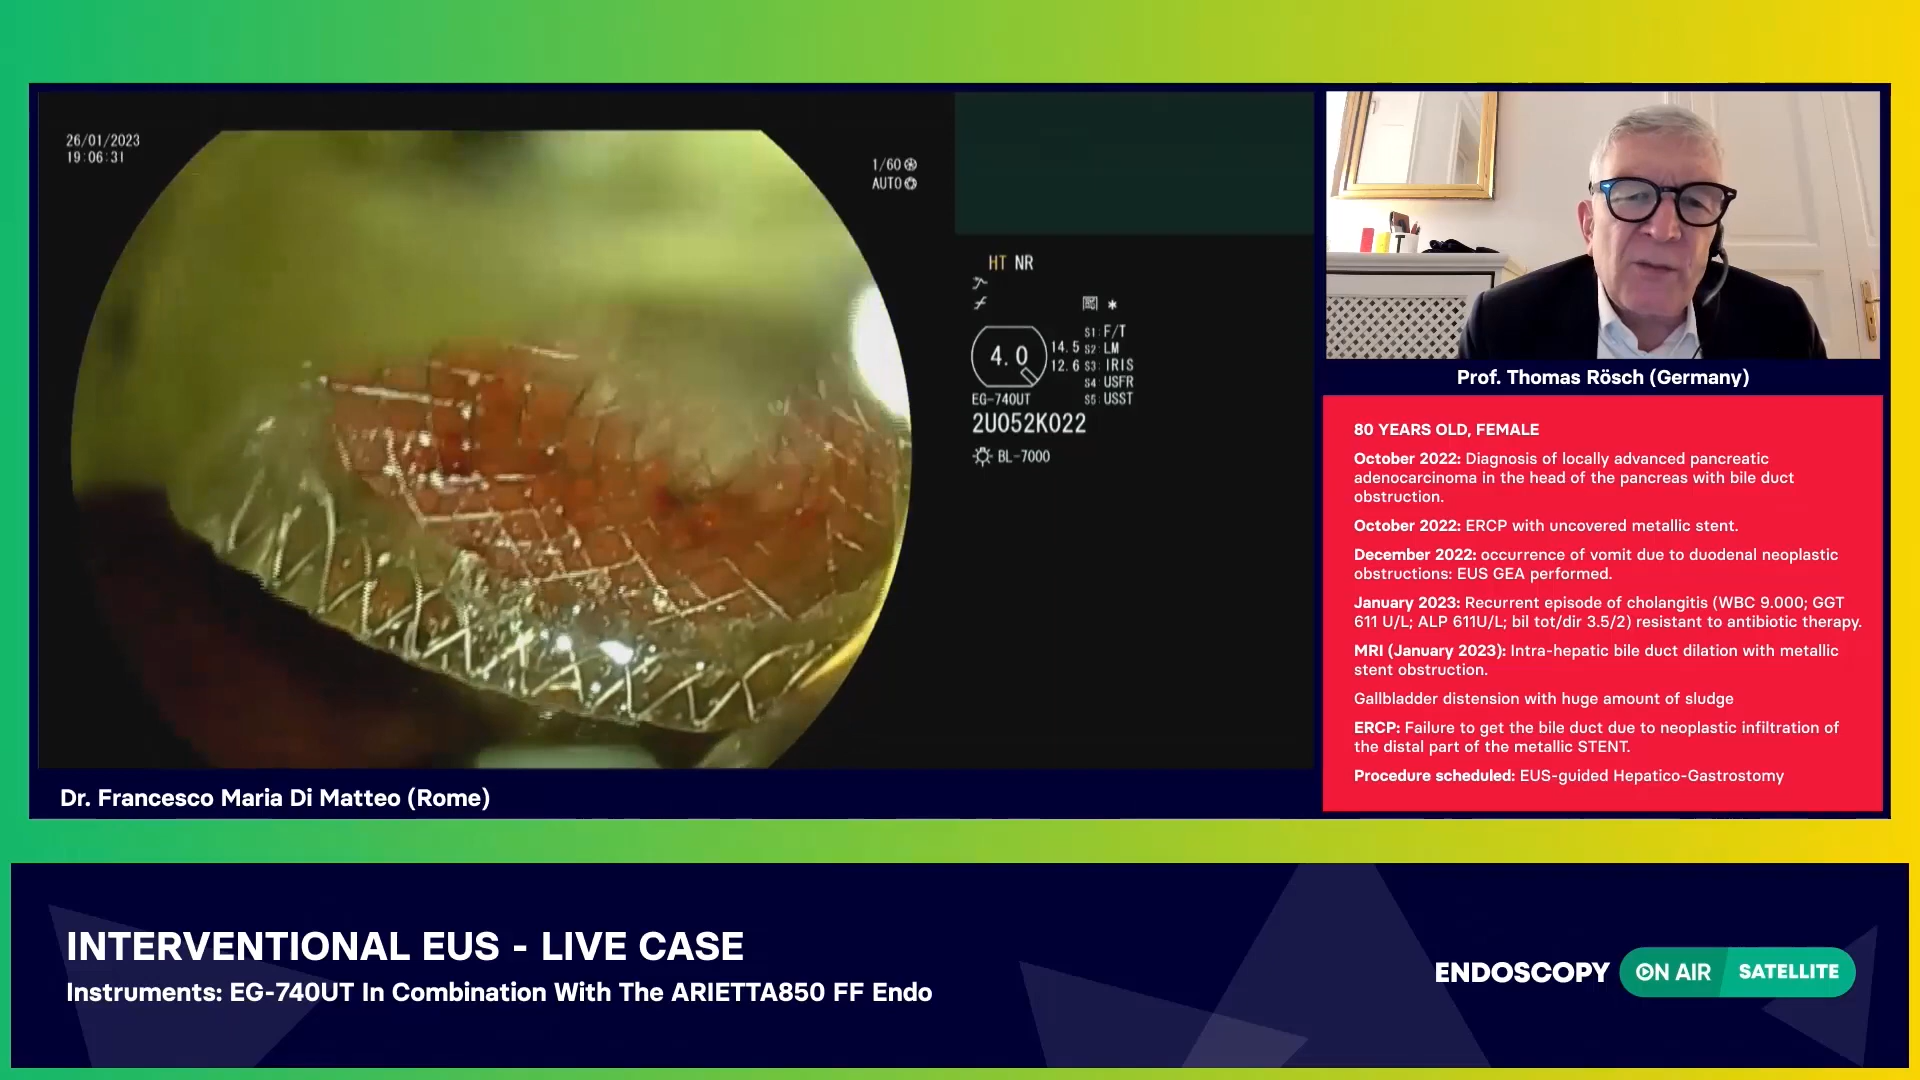 26/01/2023
19:06:31
1/60
AUTO
HT NR
4.0
14.5
12.6
S1: F/T
S2: LM
S3: IRIS
S4: USFR
S5: USST
EG-740UT
2U052K022
BL-7000
Dr. Francesco Maria Di Matteo (Rome)
Prof. Thomas Rösch (Germany)
80 YEARS OLD, FEMALE
October 2022: Diagnosis of locally advanced pancreatic
adenocarcinoma in the head of the pancreas with bile duct
obstruction.
October 2022: ERCP with uncovered metallic stent.
December 2022: occurrence of vomit due to duodenal neoplastic
obstructions: EUS GEA performed.
January 2023: Recurrent episode of cholangitis (WBC 9.000; GGT
611 U/L; ALP 611U/L; bil tot/dir 3.5/2) resistant to antibiotic therapy.
MRI (January 2023): Intra-hepatic bile duct dilation with metallic
stent obstruction.
Gallbladder distension with huge amount of sludge
ERCP: Failure to get the bile duct due to neoplastic infiltration of
the distal part of the metallic STENT.
Procedure scheduled: EUS-guided Hepatico-Gastrostomy
INTERVENTIONAL EUS - LIVE CASE
Instruments: EG-740UT In Combination With The ARIETTA850 FF Endo
ENDOSCOPY ON AIR SATELLITE